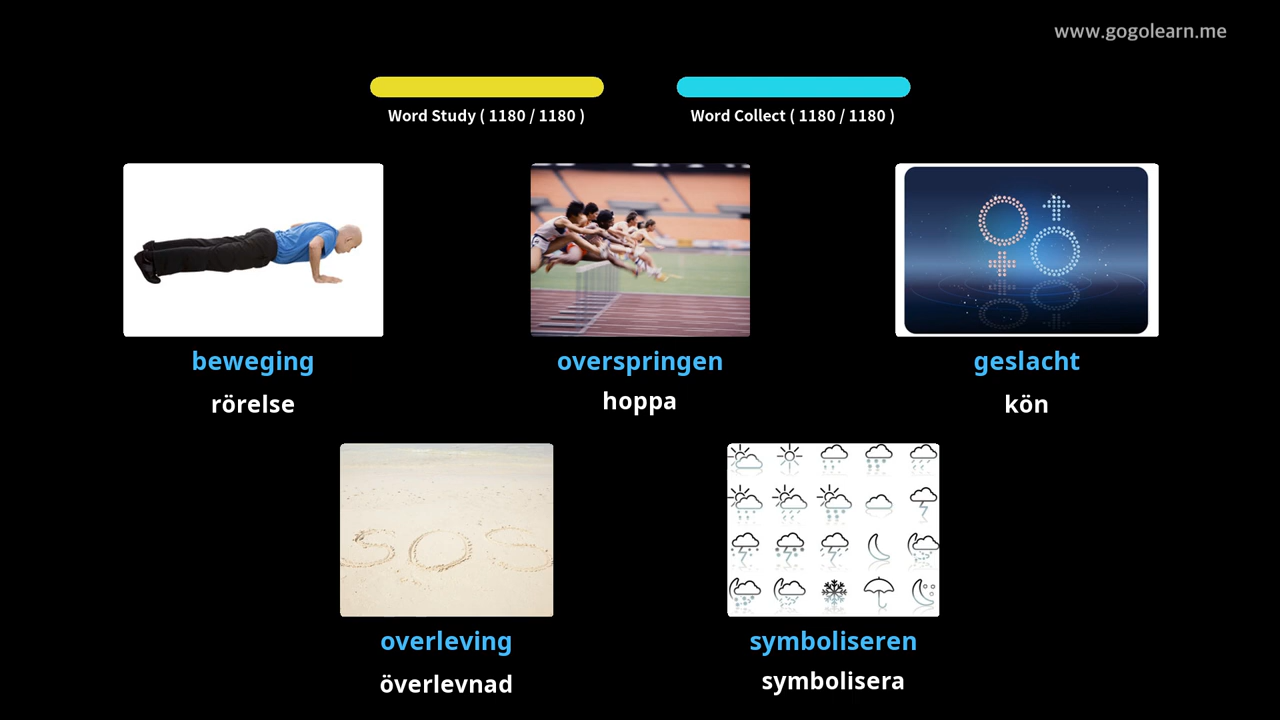 www.gogolearn.me
Word Study ( 1180 / 1180 )
Word Collect ( 1180 / 1180 )
beweging
rörelse
overspringen
hoppa
geslacht
kön
SOS
overleving
överlevnad
symboliseren
symbolisera